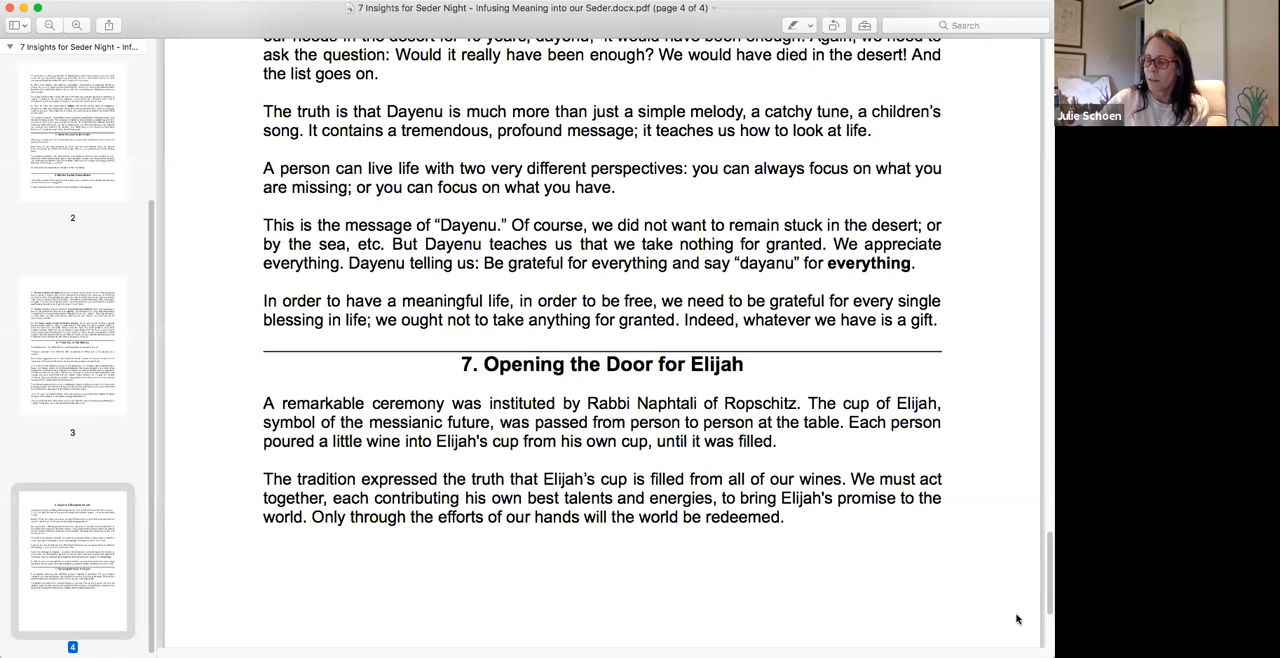 7 Insights for Seder Night - Infusing Meaning into our Seder.docx.pdf (page 4 of 4)
Search
7 Insights for Seder Night - Inf...
2
3
4
ask the question: Would it really have been enough? We would have died in the desert! And
the list goes on.
The truth is that Dayenu is much more than just a simple melody, a catchy tune, a children's
song. It contains a tremendous, profound message; it teaches us how to look at life.
A person can live life with two very different perspectives: you can always focus on what you
are missing; or you can focus on what you have.
This is the message of “Dayenu.” Of course, we did not want to remain stuck in the desert; or
by the sea, etc. But Dayenu teaches us that we take nothing for granted. We appreciate
everything. Dayenu telling us: Be grateful for everything and say “dayanu” for everything.
In order to have a meaningful life, in order to be free, we need to be grateful for every single
blessing in life; we ought not to take anything for granted. Indeed, whatever we have is a gift.
7. Opening the Door for Elijah
A remarkable ceremony was instituted by Rabbi Naphtali of Ropschitz. The cup of Elijah,
symbol of the messianic future, was passed from person to person at the table. Each person
poured a little wine into Elijah's cup from his own cup, until it was filled.
The tradition expressed the truth that Elijah's cup is filled from all of our wines. We must act
together, each contributing his own best talents and energies, to bring Elijah's promise to the
world. Only through the efforts of our hands will the world be redeemed.
Julie Schoen